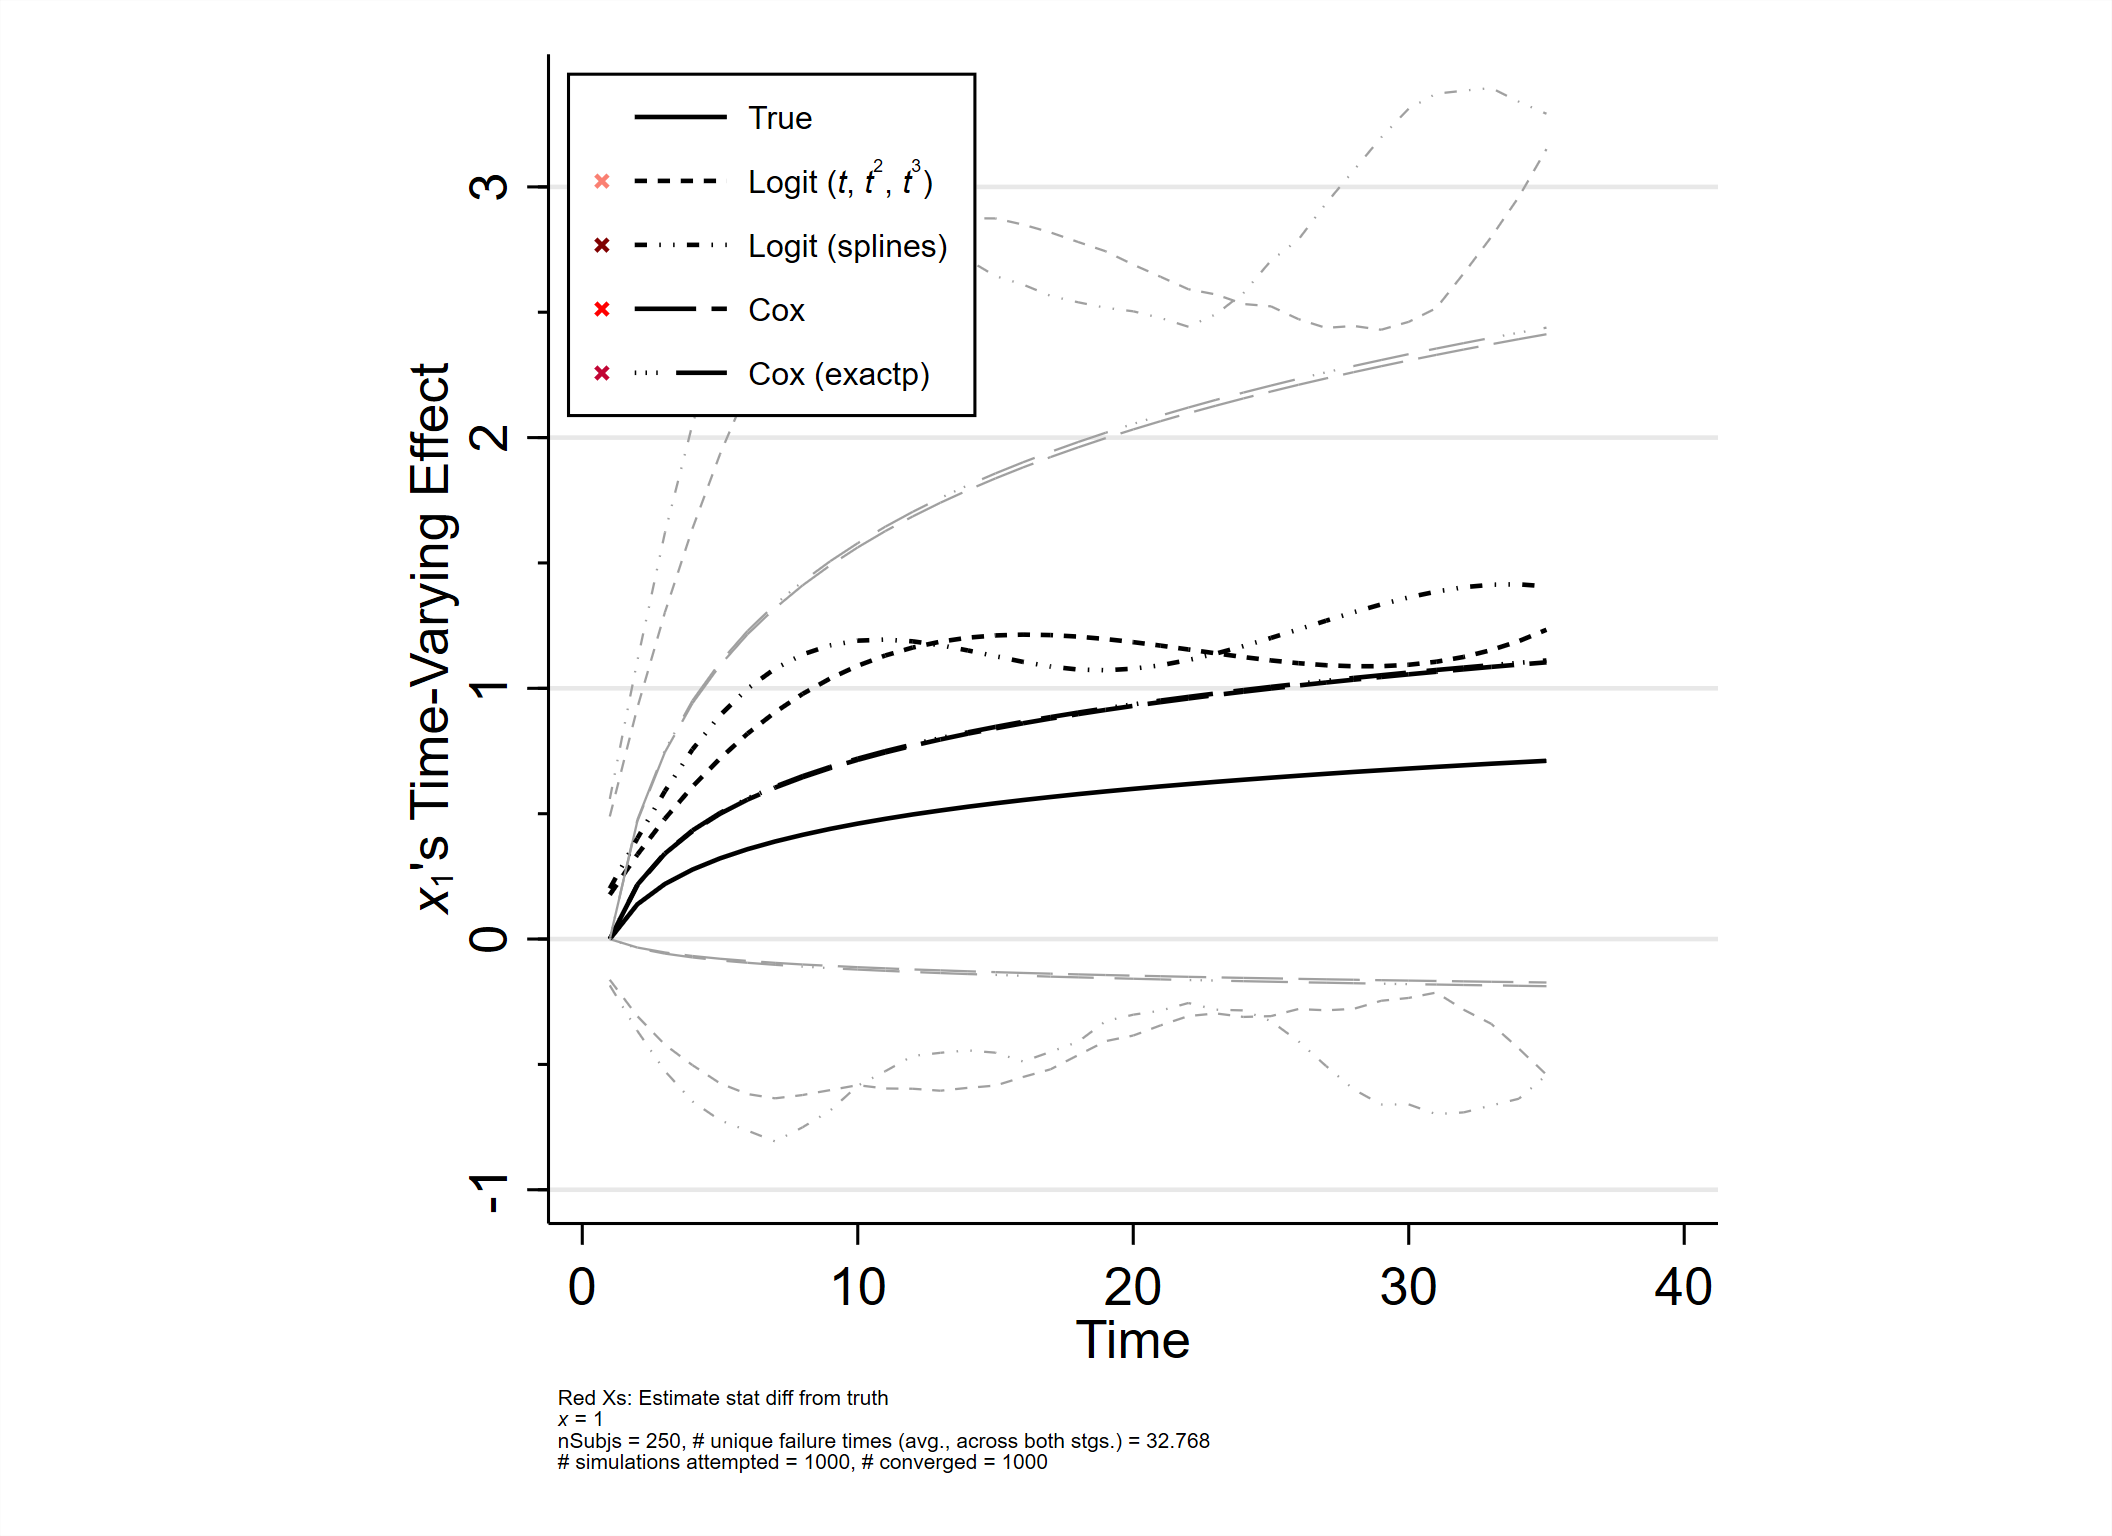 True
Logit (t, t², t³)
Logit (splines)
Cox
Cox (exactp)
x₁'s Time-Varying Effect
3
2
1
0
-1
0 10 20 30 40
Time
Red Xs: Estimate stat diff from truth
x = 1
nSubjs = 250, # unique failure times (avg., across both stgs.) = 32.768
# simulations attempted = 1000, # converged = 1000